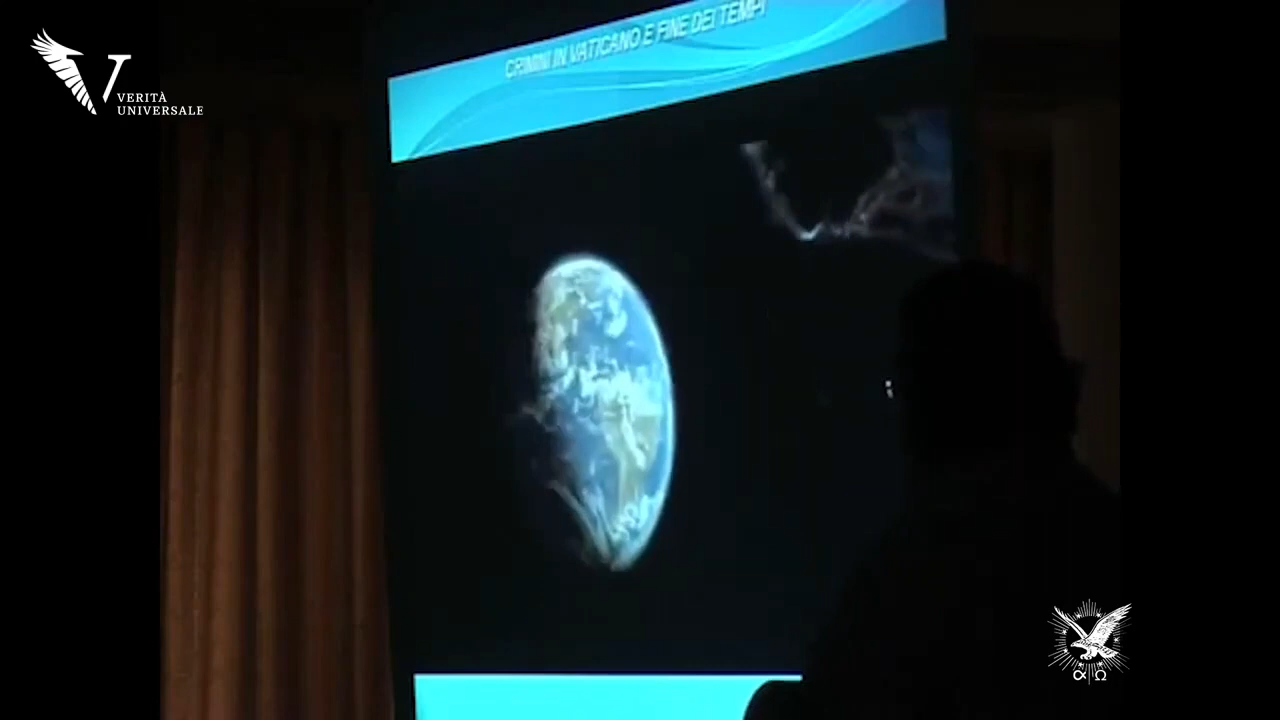 CRIMINI IN VATICANO E FINE DEI TEMPI
VERITÀ
UNIVERSALE
α Ω